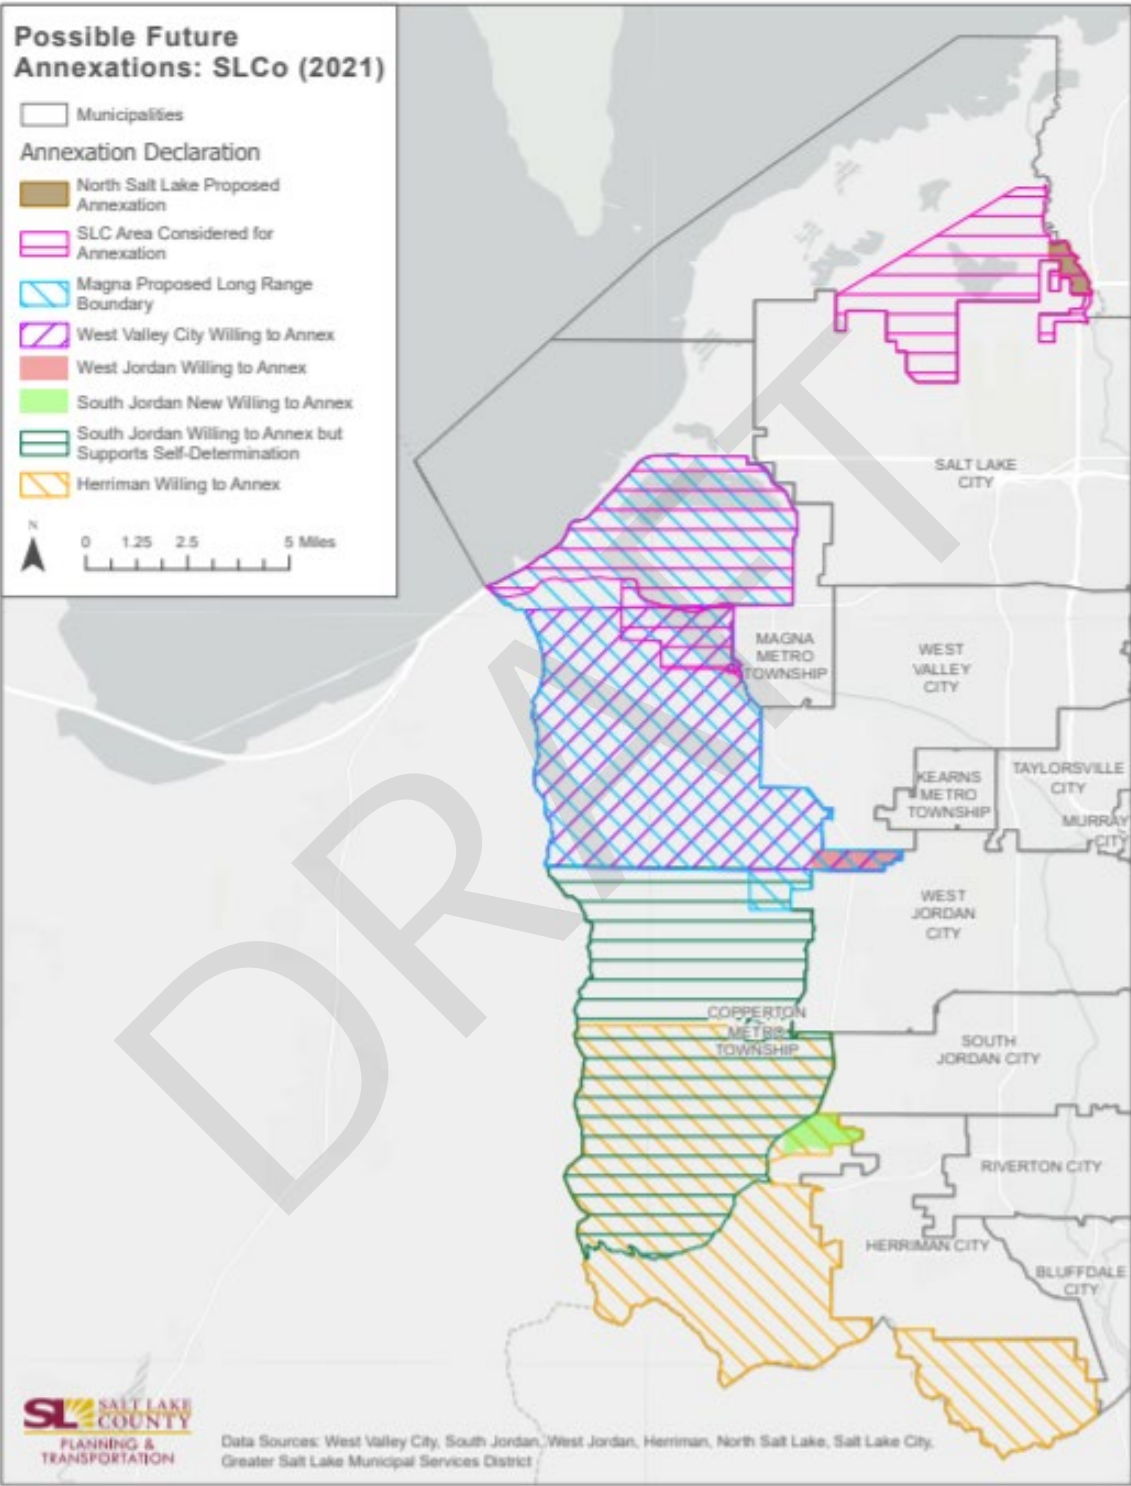 Possible Future
Annexations: SLCo (2021)
Municipalities
Annexation Declaration
North Salt Lake Proposed
Annexation
SLC Area Considered for
Annexation
Magna Proposed Long Range
Boundary
West Valley City Willing to Annex
West Jordan Willing to Annex
South Jordan New Willing to Annex
South Jordan Willing to Annex but
Supports Self-Determination
Herriman Willing to Annex
N
0 1.25 2.5 5 Miles
SALT LAKE
CITY
MAGNA
METRO
TOWNSHIP
WEST
VALLEY
CITY
KEARNS
METRO
TOWNSHIP
TAYLORSVILLE
CITY
MURRAY
CITY
WEST
JORDAN
CITY
COPPERTON
METRO
TOWNSHIP
SOUTH
JORDAN CITY
RIVERTON CITY
HERRIMAN CITY
BLUFFDALE
CITY
DRAFT
SL SALT LAKE
COUNTY
PLANNING &
TRANSPORTATION
Data Sources: West Valley City, South Jordan, West Jordan, Herriman, North Salt Lake, Salt Lake City,
Greater Salt Lake Municipal Services District